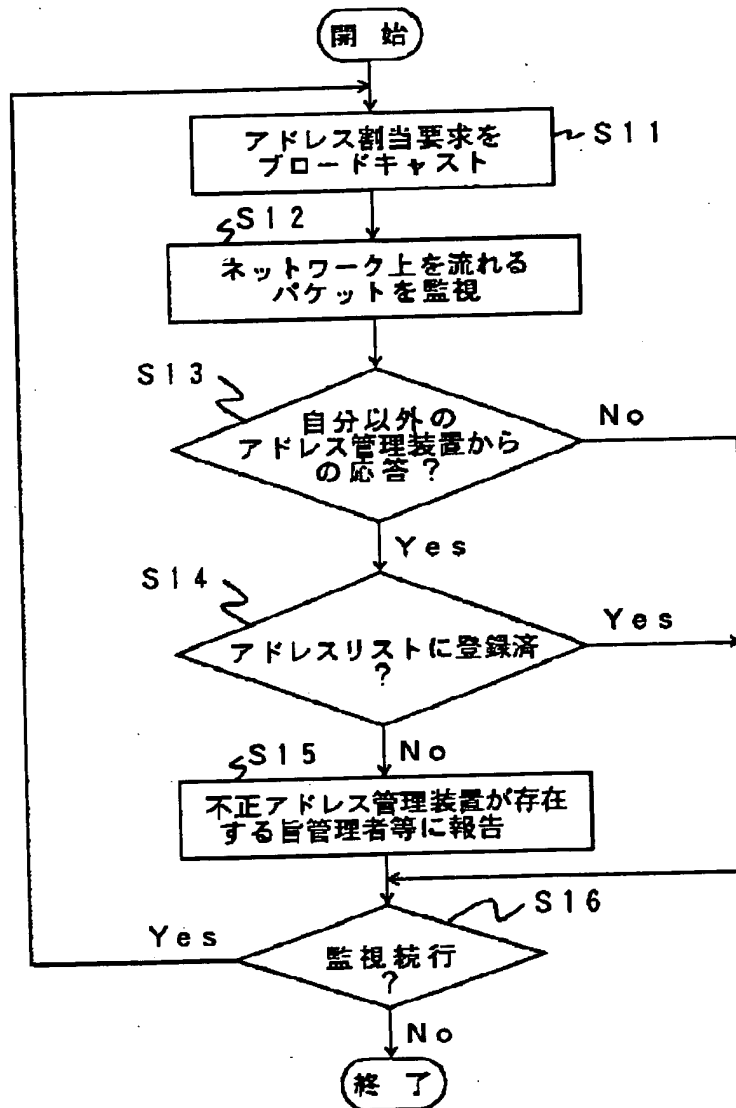 開始
アドレス割当要求を
ブロードキャスト
S11
S12
ネットワーク上を流れる
パケットを監視
S13
自分以外の
アドレス管理装置から
の応答?
No
Yes
S14
アドレスリストに登録済
?
Yes
No
S15
不正アドレス管理装置が存在
する旨管理者等に報告
S16
監視続行
?
Yes
No
終了